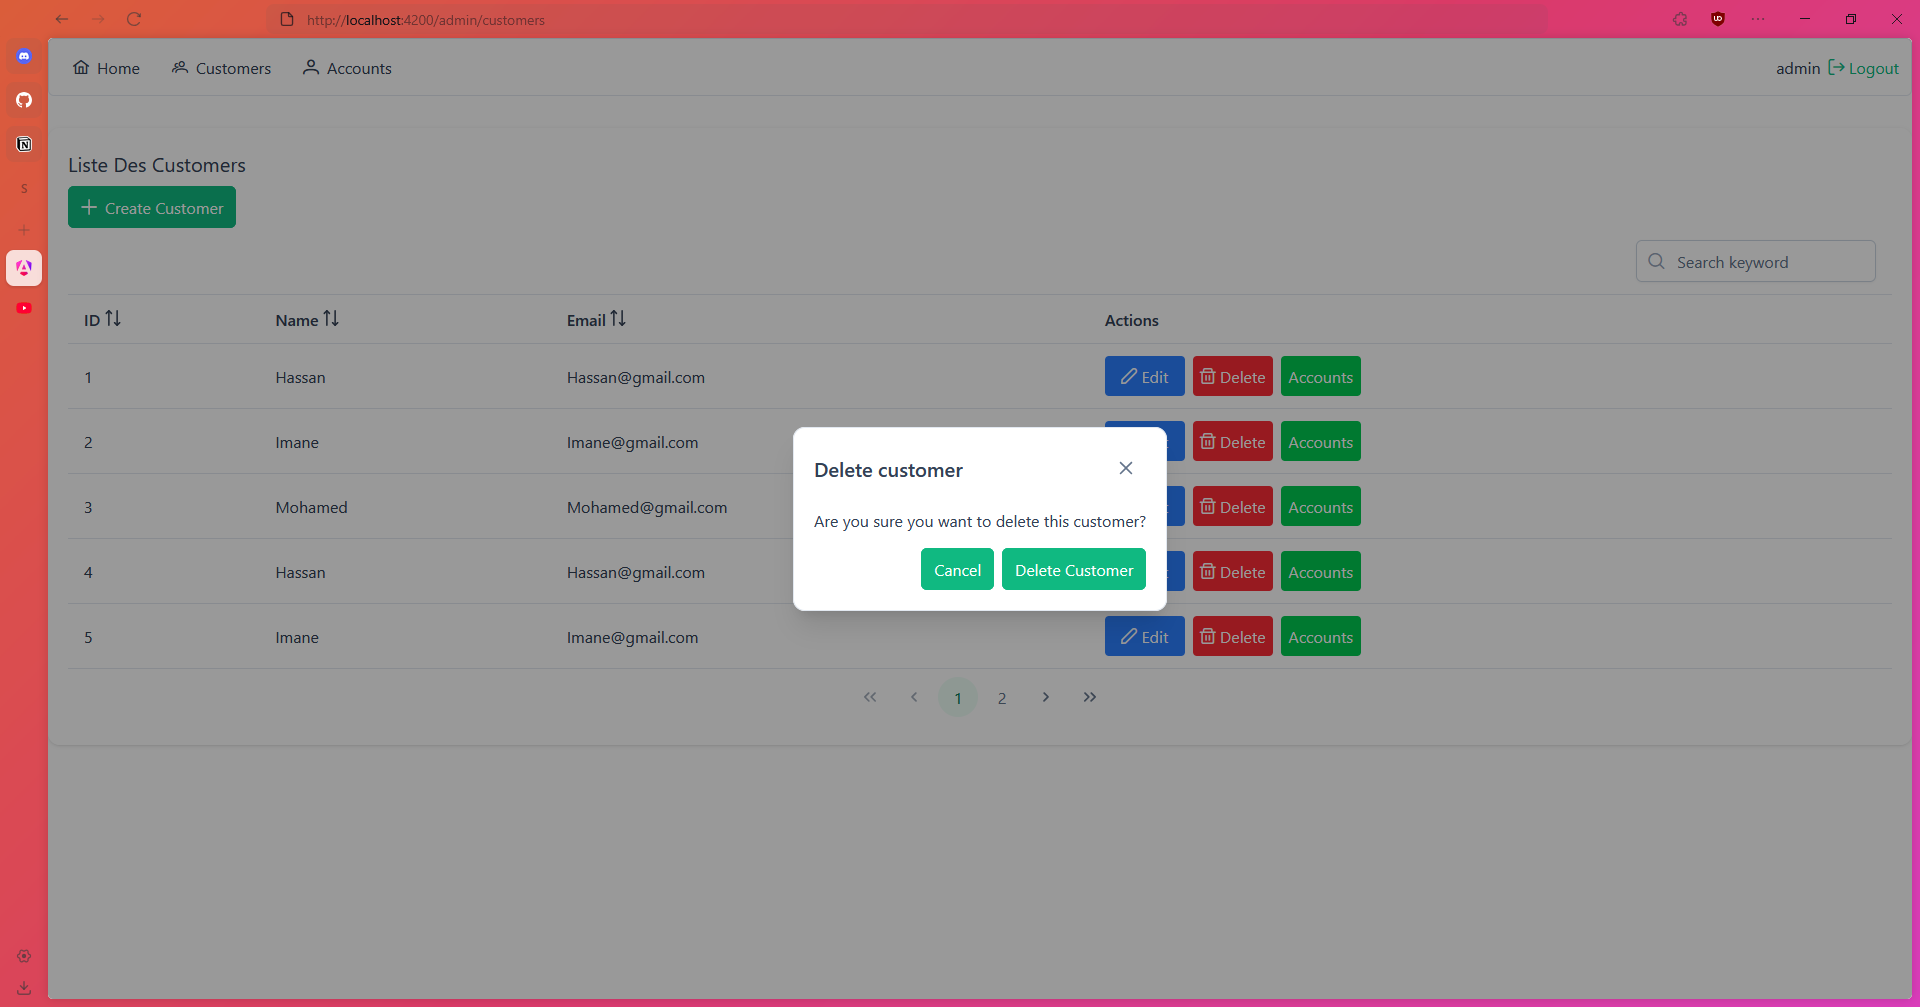 http://localhost:4200/admin/customers
Home Customers Accounts admin Logout
S
Liste Des Customers
Create Customer
Search keyword
ID Name Email Actions
1 Hassan Hassan@gmail.com Edit Delete Accounts
2 Imane Imane@gmail.com Delete Accounts
3 Mohamed Mohamed@gmail.com Delete Accounts
4 Hassan Hassan@gmail.com Delete Accounts
5 Imane Imane@gmail.com Edit Delete Accounts
Delete customer
Are you sure you want to delete this customer?
Cancel Delete Customer
1 2